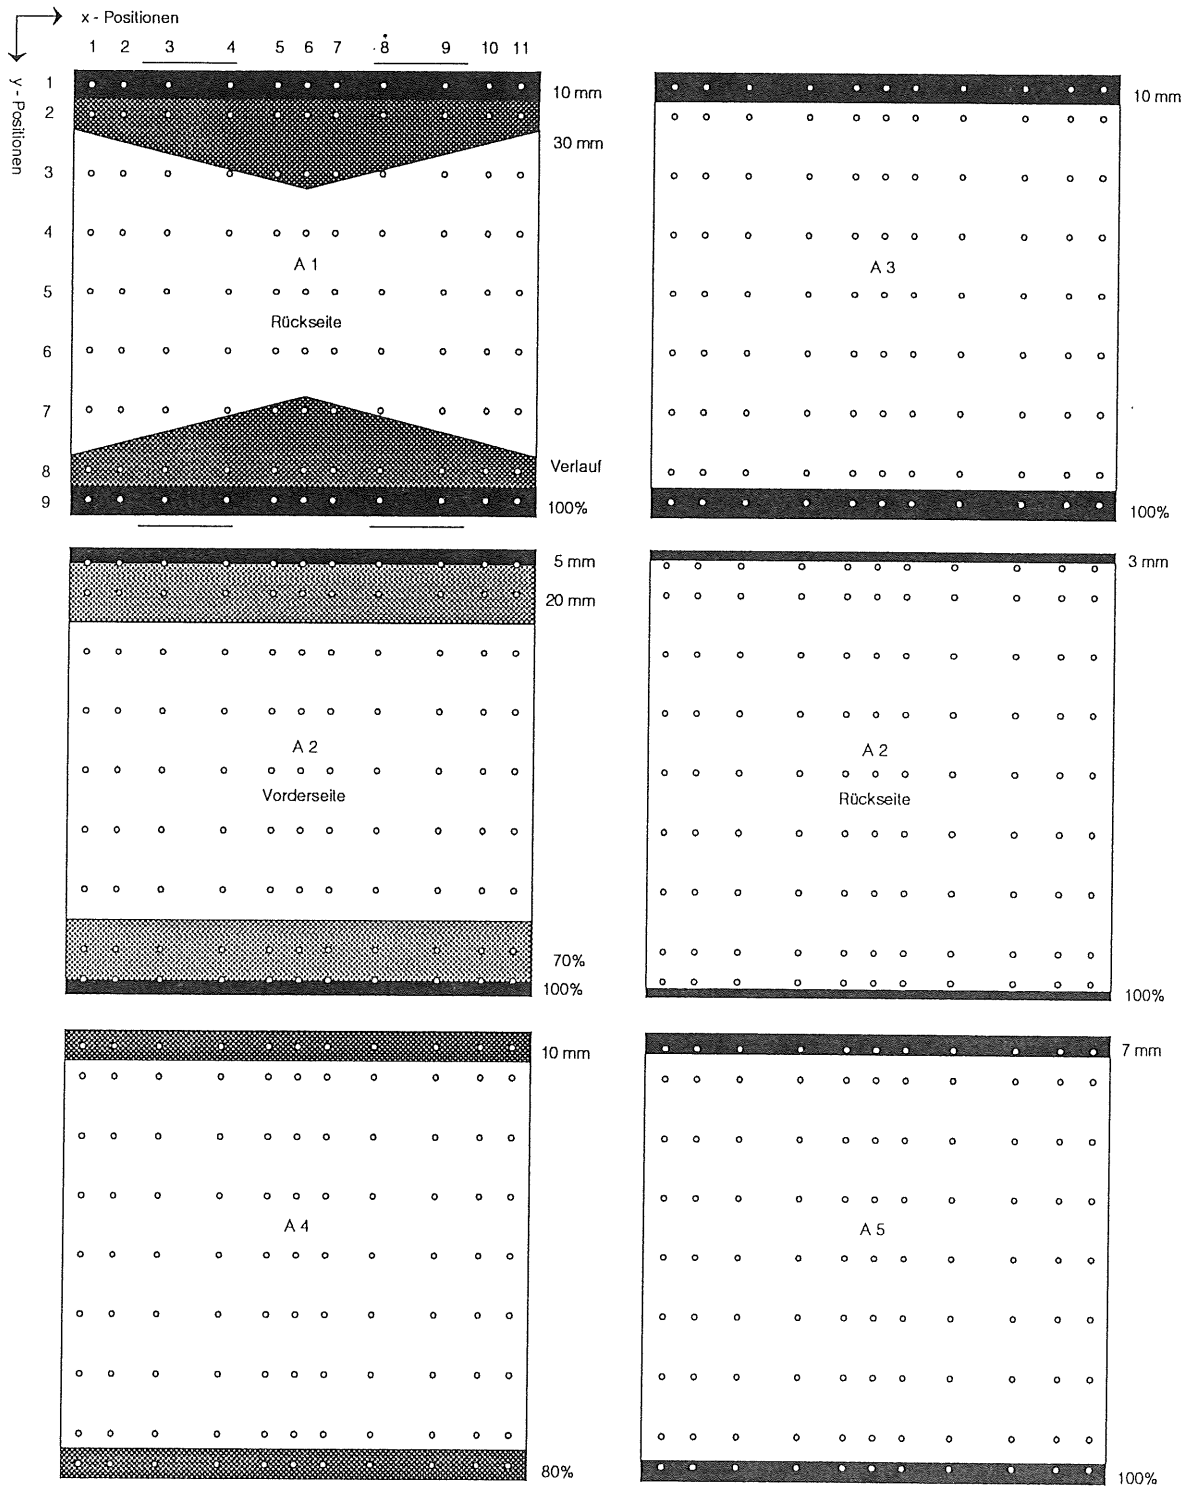 x - Positionen
1 2 3 4 5 6 7 8 9 10 11
y - Positionen
1
10 mm
10 mm
2
30 mm
3
4
A 1
A 3
5
Rückseite
6
7
8
Verlauf
9
100%
100%
5 mm
3 mm
20 mm
A 2
A 2
Vorderseite
Rückseite
70%
100%
100%
10 mm
7 mm
A 4
A 5
80%
100%